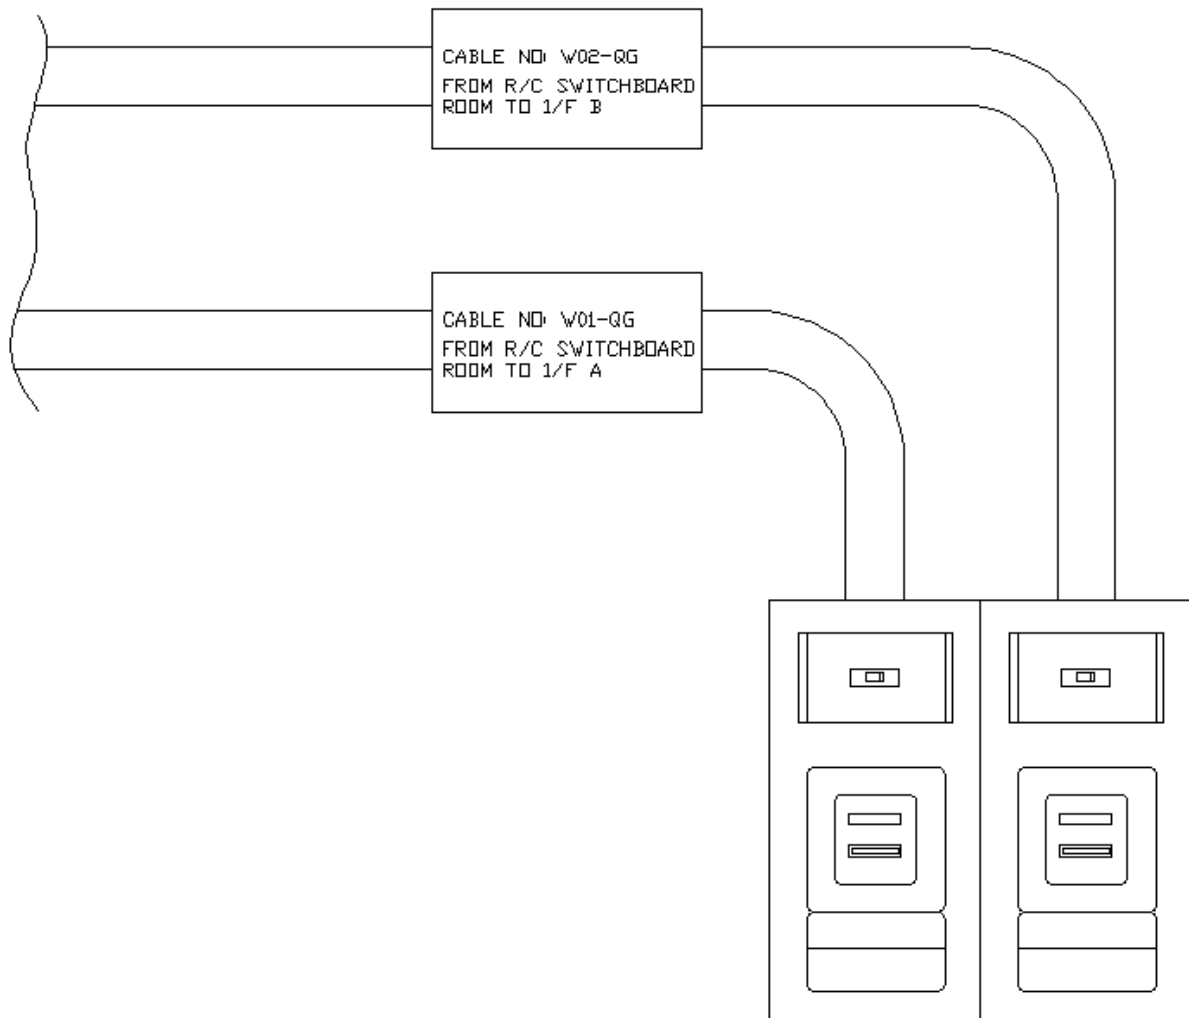 CABLE NO: W02-QG
FROM R/C SWITCHBOARD
ROOM TO 1/F B
CABLE NO: W01-QG
FROM R/C SWITCHBOARD
ROOM TO 1/F A